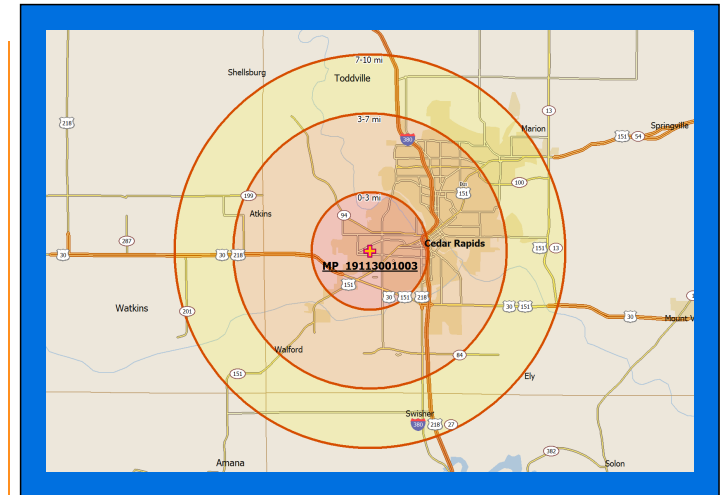 7-10 mi
Shellsburg
Toddville
13
218
3-7 mi
Marion
Springville
151 54
380
100
151
199
0-3 mi
Atkins
94
287
Cedar Rapids
30
30 218
151 13
MP_19113001003
151
30 151 218
30 151
Watkins
201
30
Mount V
Walford
84
151
Ely
Swisher
380 218 27
382
Amana
Solon